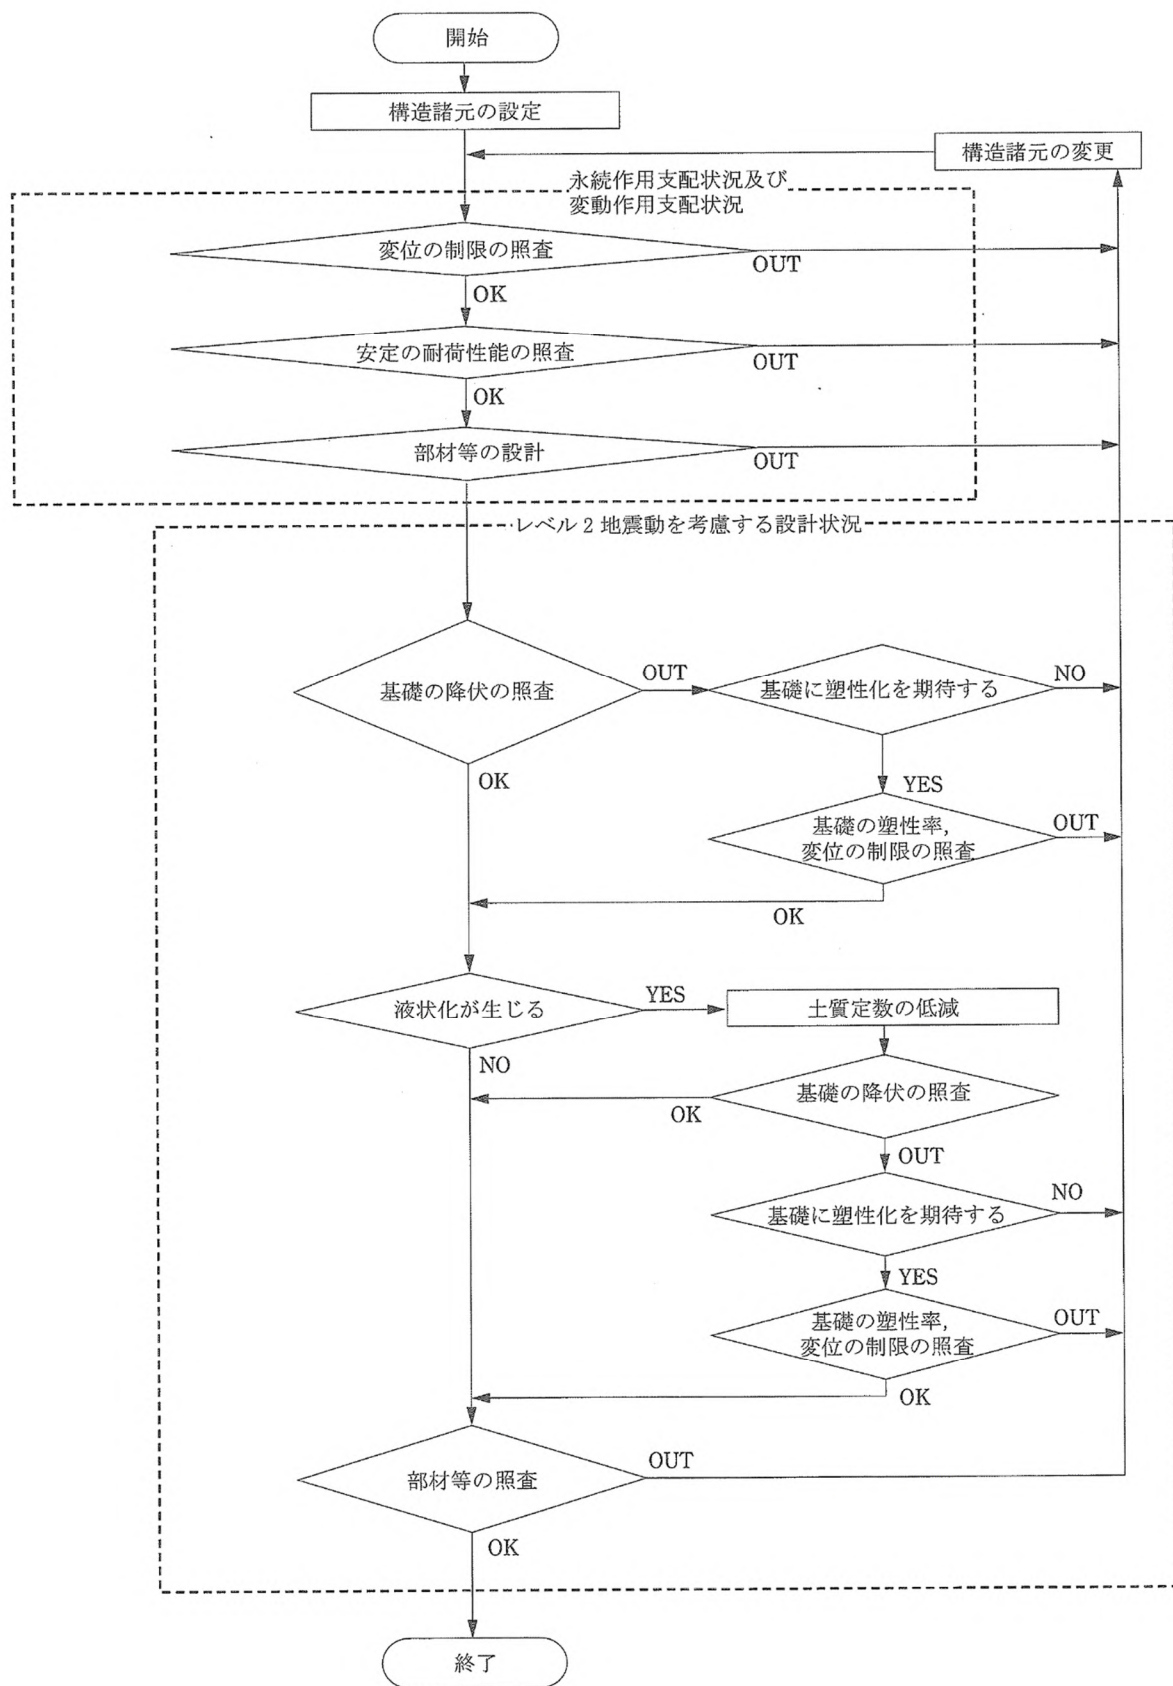 開始
構造諸元の設定
構造諸元の変更
永続作用支配状況及び
変動作用支配状況
変位の制限の照査
OUT
OK
安定の耐荷性能の照査
OUT
OK
部材等の設計
OUT
レベル2地震動を考慮する設計状況
基礎の降伏の照査
OUT
基礎に塑性化を期待する
NO
OK
YES
基礎の塑性率,
変位の制限の照査
OUT
OK
液状化が生じる
YES
土質定数の低減
NO
基礎の降伏の照査
OK
OUT
基礎に塑性化を期待する
NO
YES
基礎の塑性率,
変位の制限の照査
OUT
OK
部材等の照査
OUT
OK
終了